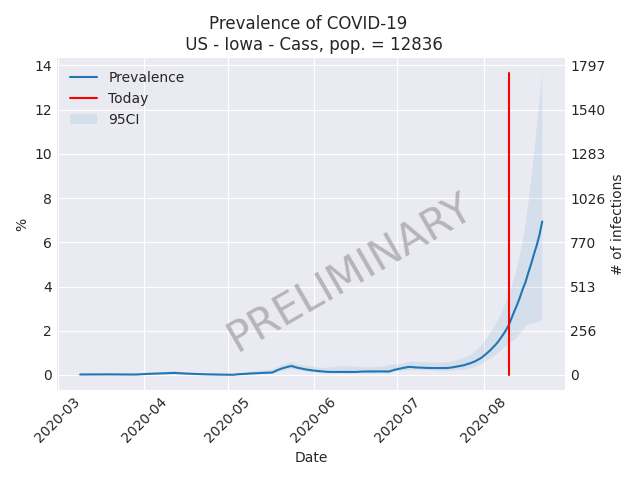 Prevalence of COVID-19
US - Iowa - Cass, pop. = 12836
Prevalence
Today
95CI
PRELIMINARY
%
14
12
10
8
6
4
2
0
1797
1540
1283
1026
770
513
256
0
# of infections
2020-03
2020-04
2020-05
2020-06
2020-07
2020-08
Date